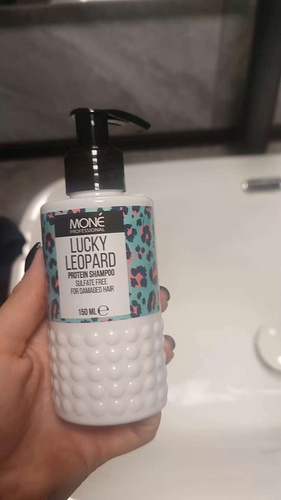 MONÉ
PROFESSIONAL
LUCKY
LEOPARD
PROTEIN SHAMPOO
SULFATE FREE
FOR DAMAGED HAIR
150 ML ℮